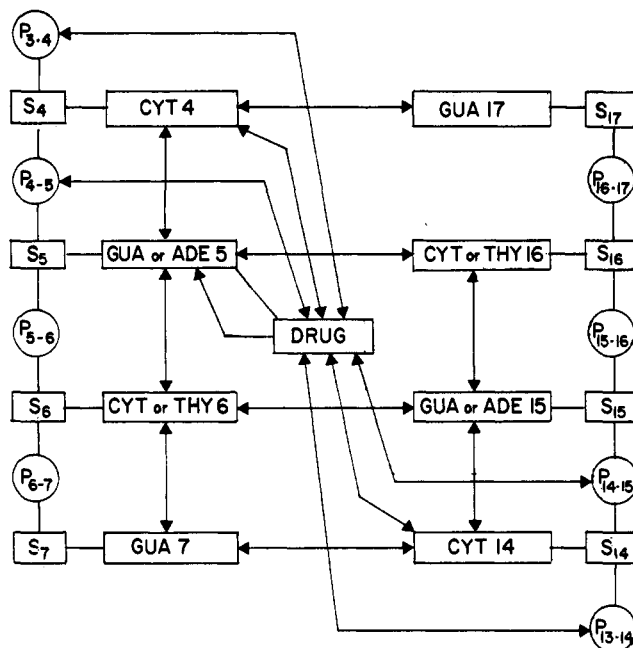 P3-4
S4 CYT 4 GUA 17 S17
P4-5 P16-17
S5 GUA or ADE 5 CYT or THY 16 S16
P5-6 DRUG P15-16
S6 CYT or THY 6 GUA or ADE 15 S15
P6-7 P14-15
S7 GUA 7 CYT 14 S14
P13-14